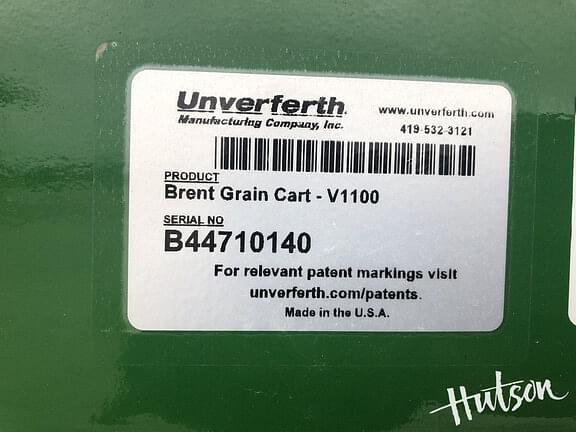 Unverferth
Manufacturing Company, Inc.
www.unverferth.com
419-532-3121
PRODUCT
Brent Grain Cart - V1100
SERIAL NO
B44710140
For relevant patent markings visit
unverferth.com/patents.
Made in the U.S.A.
Hutson